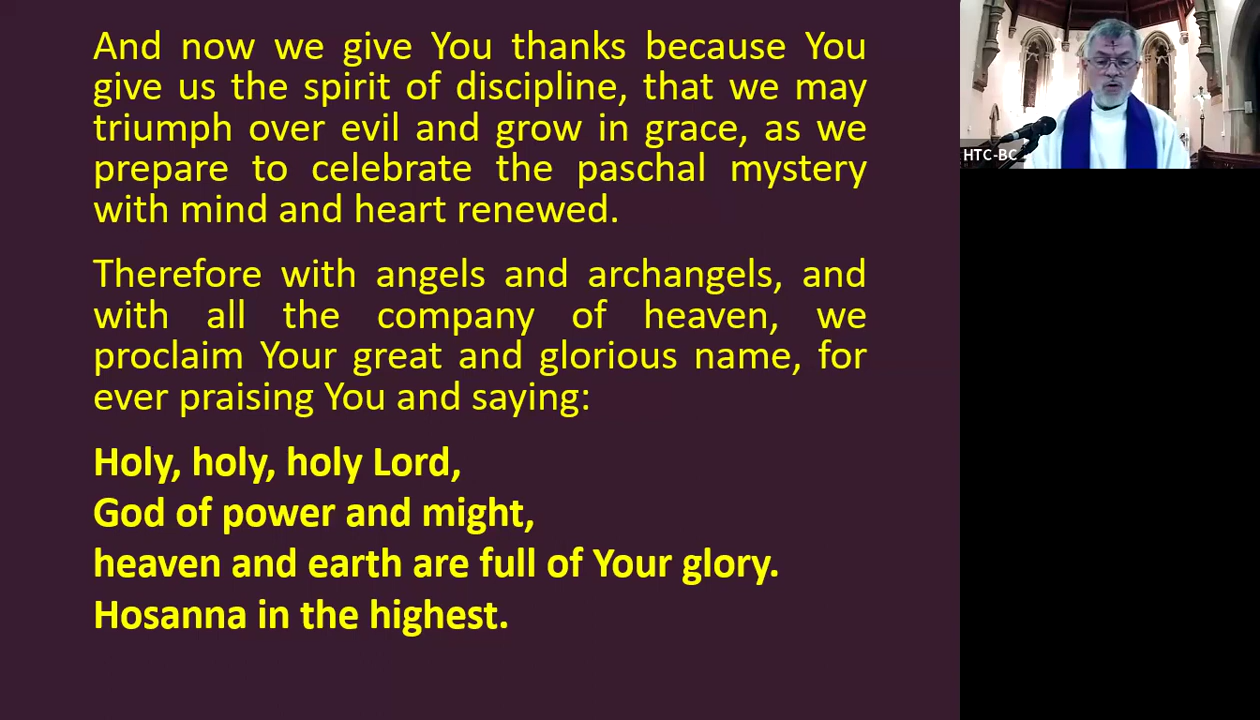 And now we give You thanks because You
give us the spirit of discipline, that we may
triumph over evil and grow in grace, as we
prepare to celebrate the paschal mystery
with mind and heart renewed.
Therefore with angels and archangels, and
with all the company of heaven, we
proclaim Your great and glorious name, for
ever praising You and saying:
Holy, holy, holy Lord,
God of power and might,
heaven and earth are full of Your glory.
Hosanna in the highest.
HTC-BC